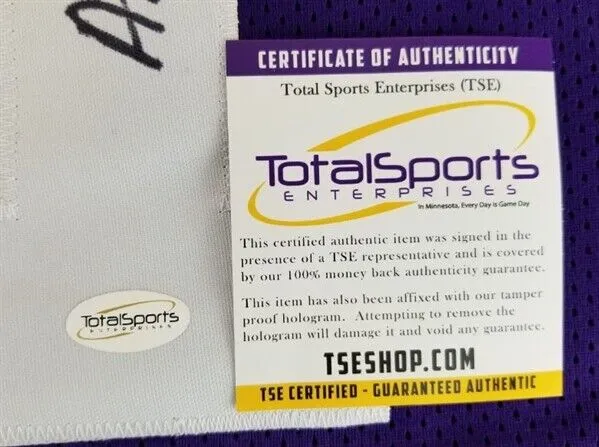 CERTIFICATE OF AUTHENTICITY
Total Sports Enterprises (TSE)
TotalSports
ENTERPRISES
In Minnesota, Every Day is Game Day
This certified authentic item was signed in the
presence of a TSE representative and is covered
by our 100% money back authenticity guarantee.
This item has also been affixed with our tamper
proof hologram. Attempting to remove the
hologram will damage it and void any guarantee.
TSESHOP.COM
TSE CERTIFIED - GUARANTEED AUTHENTIC
TotalSports
ENTERPRISES